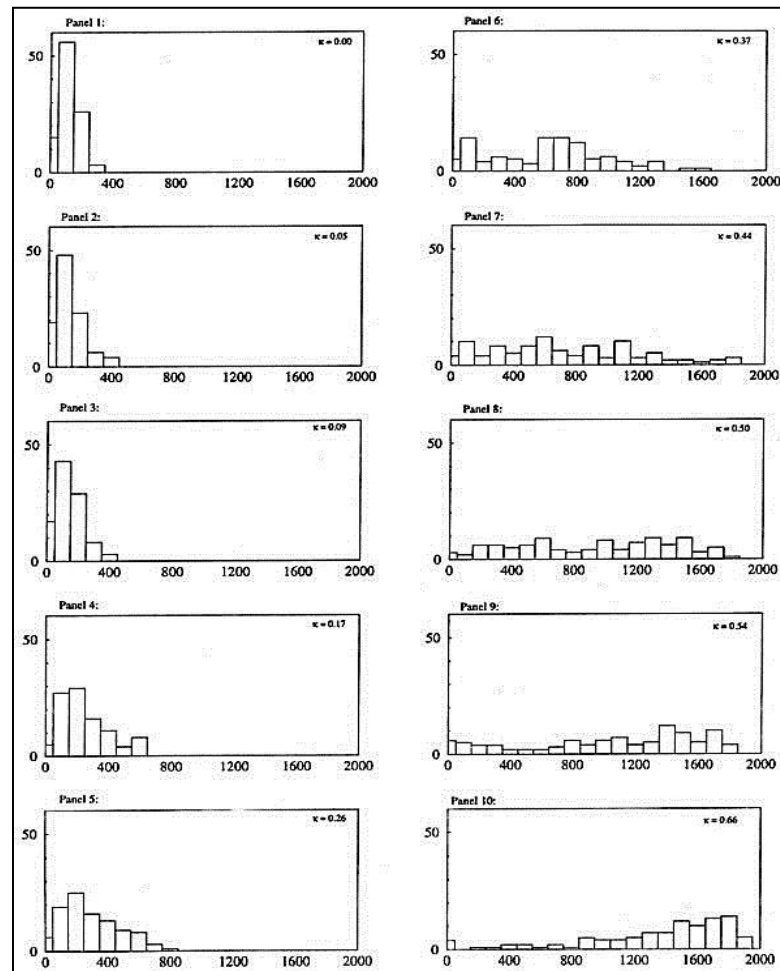 Panel 1:
κ = 0.00
50
0
400 800 1200 1600 2000
Panel 2:
κ = 0.05
50
0
0 400 800 1200 1600 2000
Panel 3:
κ = 0.09
50
0
0 400 800 1200 1600 2000
Panel 4:
κ = 0.17
50
0
0 400 800 1200 1600 2000
Panel 5:
κ = 0.26
50
0
0 400 800 1200 1600 2000
Panel 6:
κ = 0.37
50
0
0 400 800 1200 1600 2000
Panel 7:
κ = 0.44
50
0
0 400 800 1200 1600 2000
Panel 8:
κ = 0.50
50
0
0 400 800 1200 1600 2000
Panel 9:
κ = 0.54
50
0
0 400 800 1200 1600 2000
Panel 10:
κ = 0.66
50
0
0 400 800 1200 1600 2000